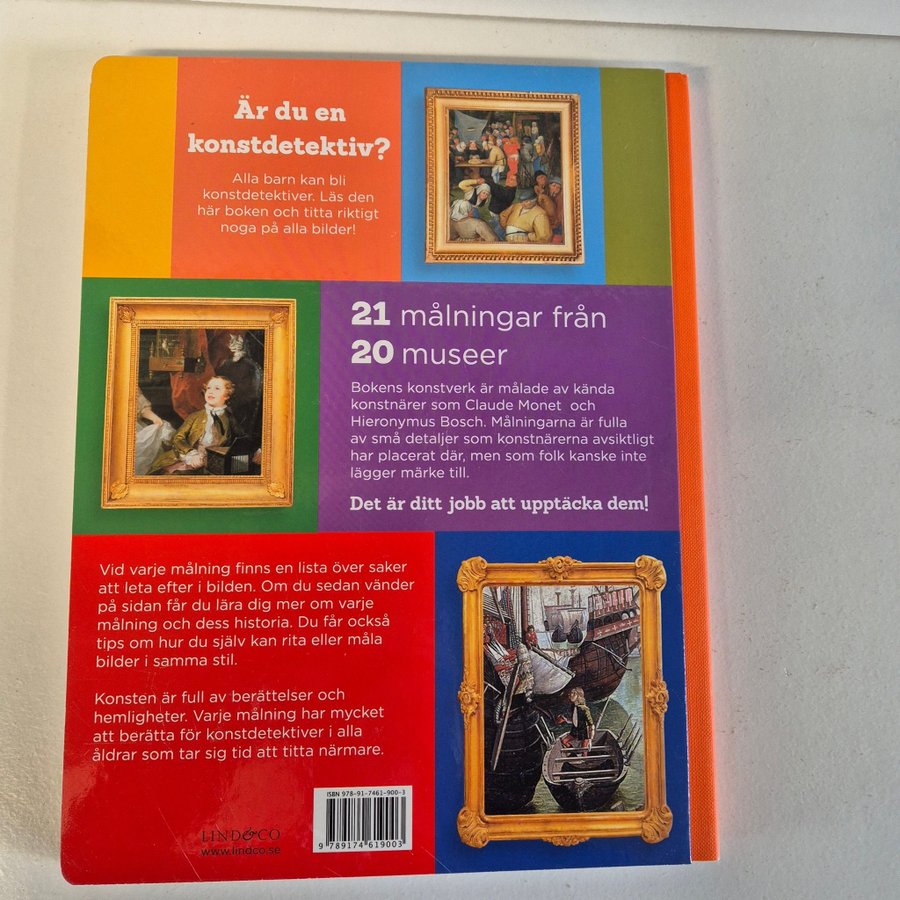 Är du en
konstdetektiv?
Alla barn kan bli
konstdetektiver. Läs den
här boken och titta riktigt
noga på alla bilder!
21 målningar från
20 museer
Bokens konstverk är målade av kända
konstnärer som Claude Monet och
Hieronymus Bosch. Målningarna är fulla
av små detaljer som konstnärerna avsiktligt
har placerat där, men som folk kanske inte
lägger märke till.
Det är ditt jobb att upptäcka dem!
Vid varje målning finns en lista över saker
att leta efter i bilden. Om du sedan vänder
på sidan får du lära dig mer om varje
målning och dess historia. Du får också
tips om hur du själv kan rita eller måla
bilder i samma stil.
Konsten är full av berättelser och
hemligheter. Varje målning har mycket
att berätta för konstdetektiver i alla
åldrar som tar sig tid att titta närmare.
LIND&CO
www.lindco.se
ISBN 978-91-7461-900-3
9 789174 619003